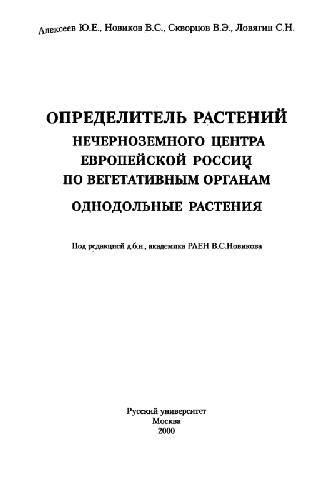 Алексеев Ю.Е., Новиков В.С., Скворцов В.Э., Ловягин С.Н.
ОПРЕДЕЛИТЕЛЬ РАСТЕНИЙ
НЕЧЕРНОЗЕМНОГО ЦЕНТРА
ЕВРОПЕЙСКОЙ РОССИИ
ПО ВЕГЕТАТИВНЫМ ОРГАНАМ
ОДНОДОЛЬНЫЕ РАСТЕНИЯ
Под редакцией д.б.н., академика РАЕН В.С.Новикова
Русский университет
Москва
2000